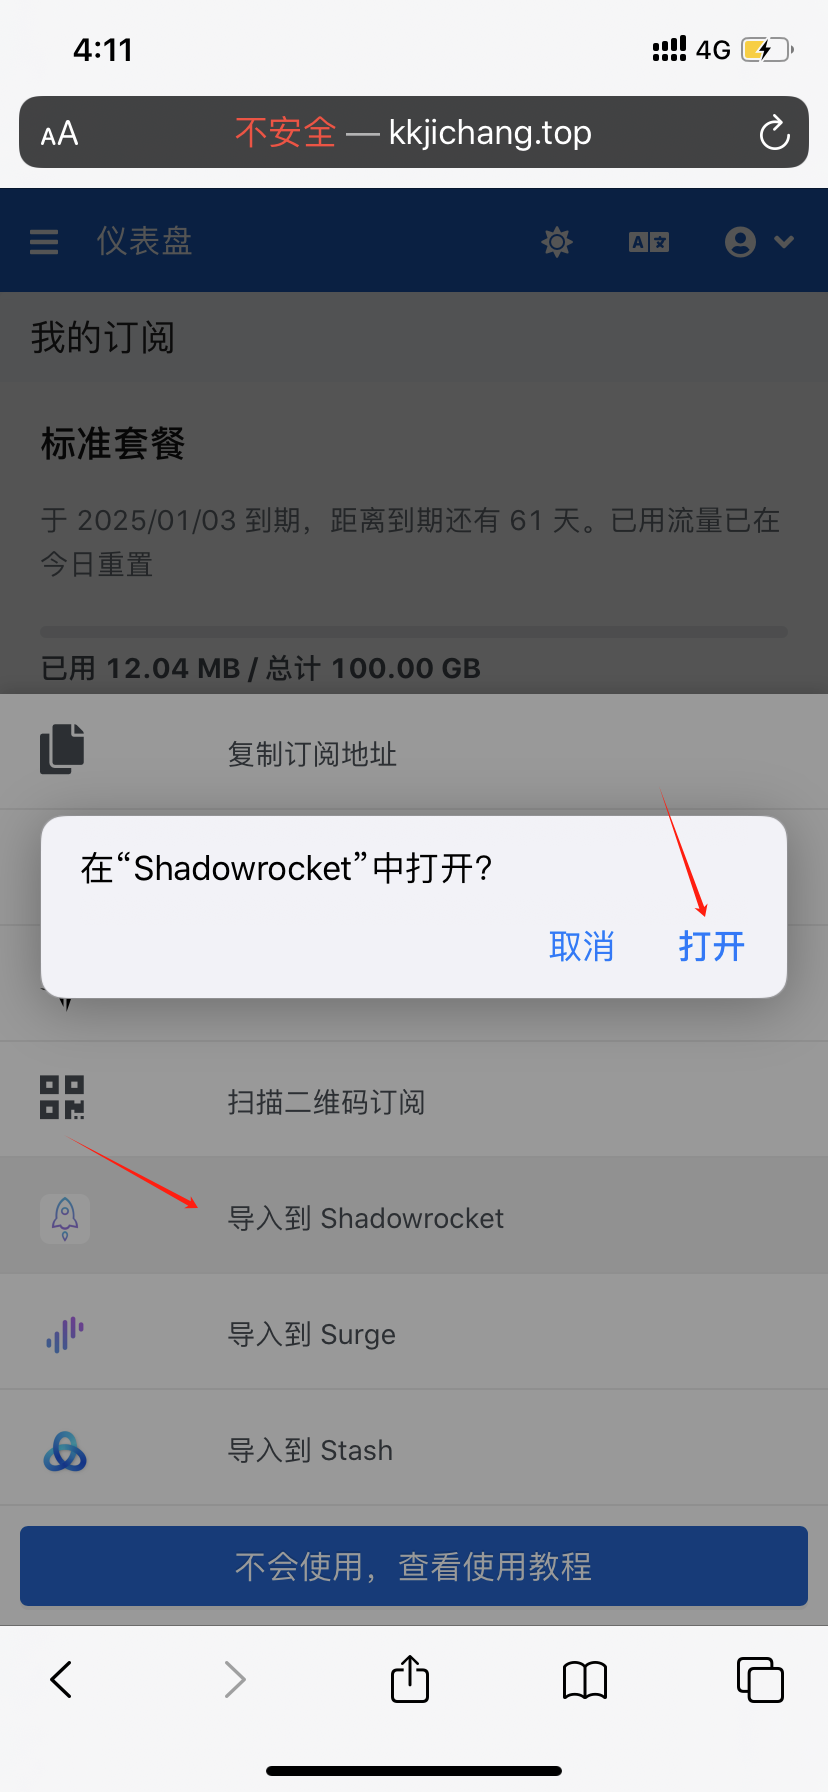 4:11
4G
AA
不安全 — kkjichang.top
仪表盘
A文
我的订阅
标准套餐
于 2025/01/03 到期，距离到期还有 61 天。已用流量已在
今日重置
已用 12.04 MB / 总计 100.00 GB
复制订阅地址
在“Shadowrocket”中打开?
取消
打开
扫描二维码订阅
导入到 Shadowrocket
导入到 Surge
导入到 Stash
不会使用，查看使用教程